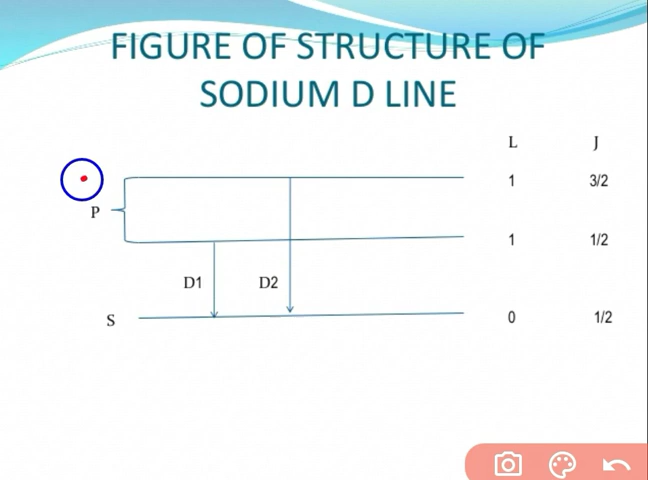 FIGURE OF STRUCTURE OF
SODIUM D LINE
L J
1 3/2
P
1 1/2
D1 D2
S 0 1/2